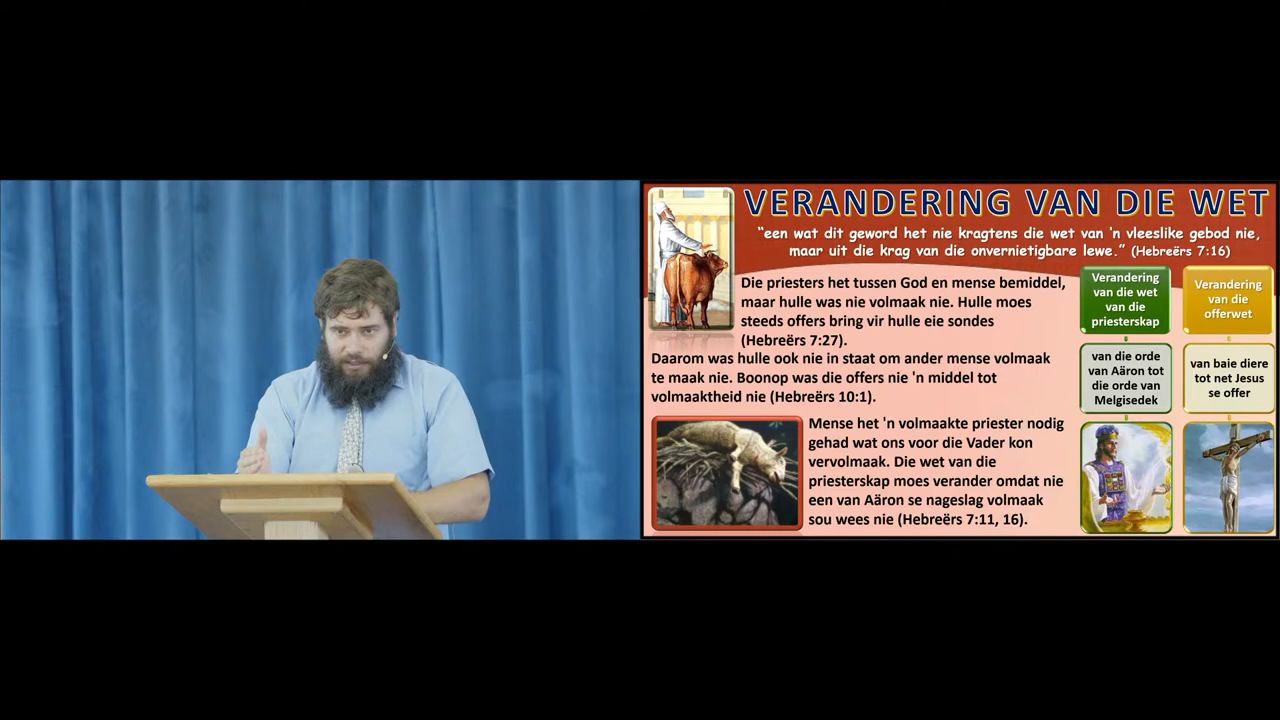 VERANDERING VAN DIE WET
“een wat dit geword het nie kragtens die wet van ‘n vleeslike gebod nie,
maar uit die krag van die onvernietigbare lewe.” (Hebreërs 7:16)
Die priesters het tussen God en mense bemiddel,
maar hulle was nie volmaak nie. Hulle moes
steeds offers bring vir hulle eie sondes
(Hebreërs 7:27).
Daarom was hulle ook nie in staat om ander mense volmaak
te maak nie. Boonop was die offers nie 'n middel tot
volmaaktheid nie (Hebreërs 10:1).
Mense het 'n volmaakte priester nodig
gehad wat ons voor die Vader kon
vervolmaak. Die wet van die
priesterskap moes verander omdat nie
een van Aäron se nageslag volmaak
sou wees nie (Hebreërs 7:11, 16).
Verandering
van die wet
van die
priesterskap
van die orde
van Aäron tot
die orde van
Melgisedek
Verandering
van die
offerwet
van baie diere
tot net Jesus
se offer